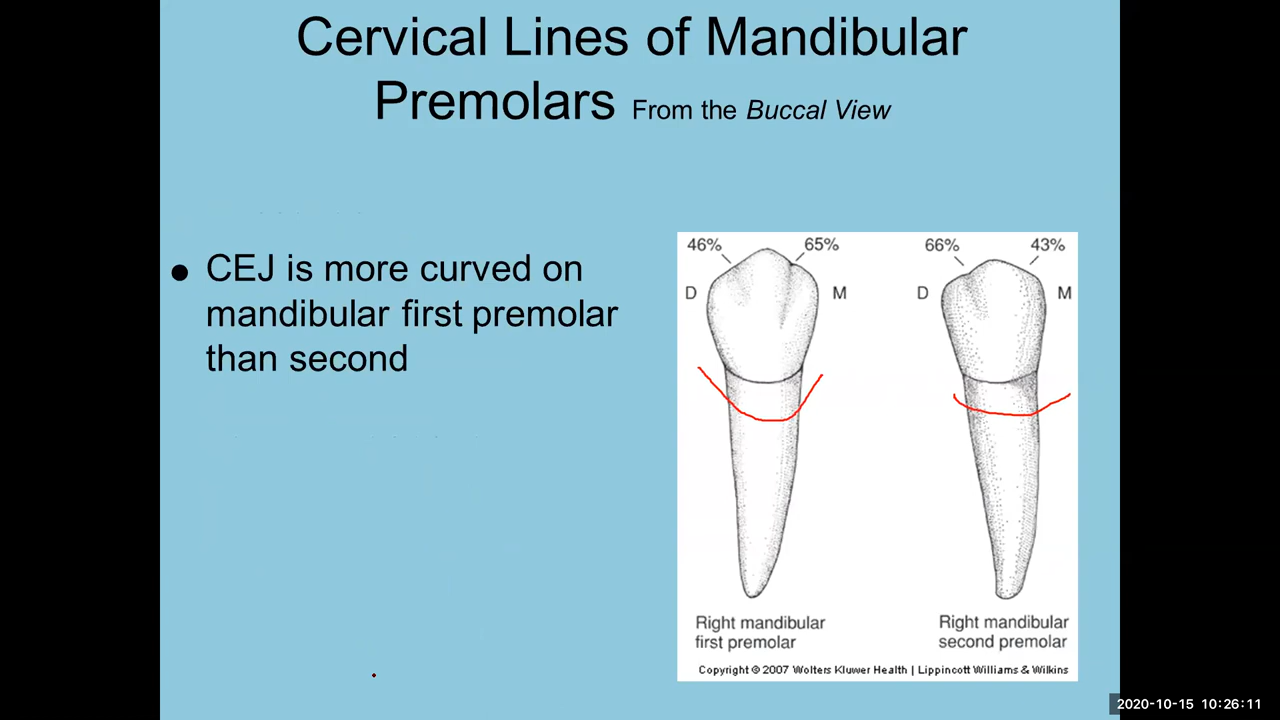 Cervical Lines of Mandibular
Premolars From the Buccal View
• CEJ is more curved on
mandibular first premolar
than second
46% 65% 66% 43%
D M D M
Right mandibular
first premolar
Right mandibular
second premolar
Copyright © 2007 Wolters Kluwer Health | Lippincott Williams & Wilkins
2020-10-15 10:26:11